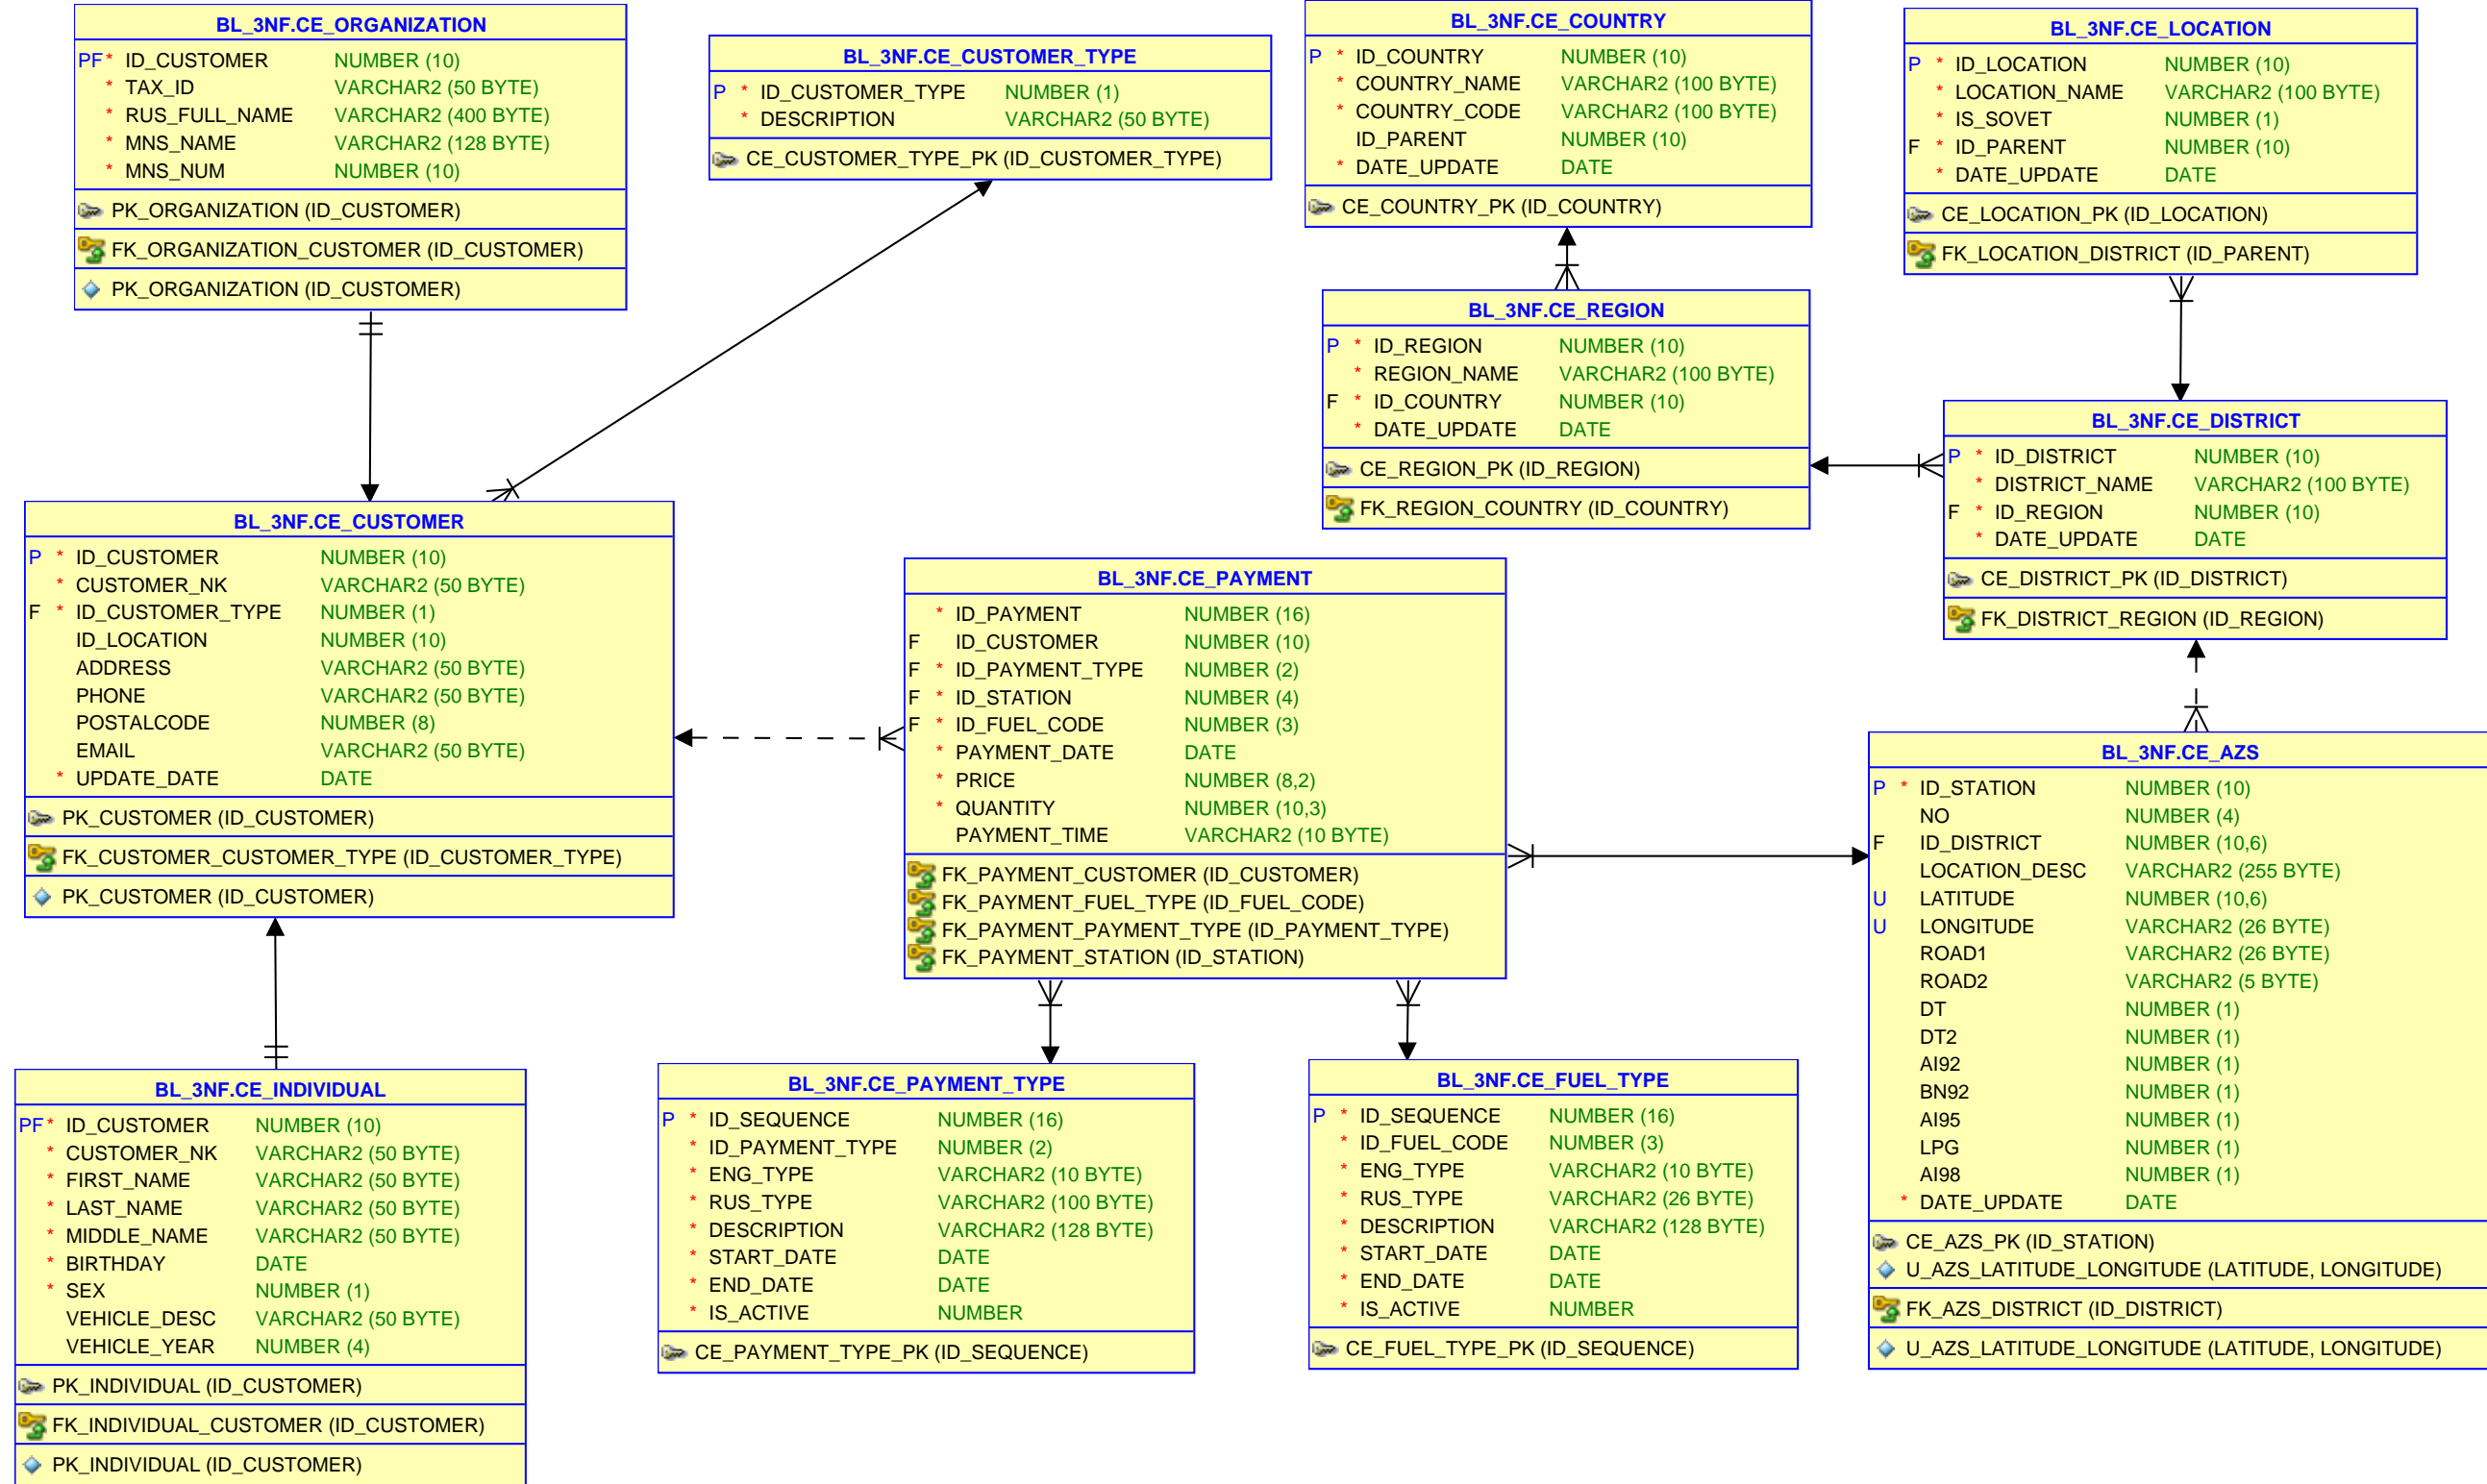 BL_3NF.CE_ORGANIZATION
PF * ID_CUSTOMER NUMBER (10)
* TAX_ID VARCHAR2 (50 BYTE)
* RUS_FULL_NAME VARCHAR2 (400 BYTE)
* MNS_NAME VARCHAR2 (128 BYTE)
* MNS_NUM NUMBER (10)
PK_ORGANIZATION (ID_CUSTOMER)
FK_ORGANIZATION_CUSTOMER (ID_CUSTOMER)
PK_ORGANIZATION (ID_CUSTOMER)
BL_3NF.CE_CUSTOMER_TYPE
P * ID_CUSTOMER_TYPE NUMBER (1)
* DESCRIPTION VARCHAR2 (50 BYTE)
CE_CUSTOMER_TYPE_PK (ID_CUSTOMER_TYPE)
BL_3NF.CE_COUNTRY
P * ID_COUNTRY NUMBER (10)
* COUNTRY_NAME VARCHAR2 (100 BYTE)
* COUNTRY_CODE VARCHAR2 (100 BYTE)
ID_PARENT NUMBER (10)
* DATE_UPDATE DATE
CE_COUNTRY_PK (ID_COUNTRY)
BL_3NF.CE_LOCATION
P * ID_LOCATION NUMBER (10)
* LOCATION_NAME VARCHAR2 (100 BYTE)
* IS_SOVET NUMBER (1)
F * ID_PARENT NUMBER (10)
* DATE_UPDATE DATE
CE_LOCATION_PK (ID_LOCATION)
FK_LOCATION_DISTRICT (ID_PARENT)
BL_3NF.CE_REGION
P * ID_REGION NUMBER (10)
* REGION_NAME VARCHAR2 (100 BYTE)
F * ID_COUNTRY NUMBER (10)
* DATE_UPDATE DATE
CE_REGION_PK (ID_REGION)
FK_REGION_COUNTRY (ID_COUNTRY)
BL_3NF.CE_DISTRICT
P * ID_DISTRICT NUMBER (10)
* DISTRICT_NAME VARCHAR2 (100 BYTE)
F * ID_REGION NUMBER (10)
* DATE_UPDATE DATE
CE_DISTRICT_PK (ID_DISTRICT)
FK_DISTRICT_REGION (ID_REGION)
BL_3NF.CE_CUSTOMER
P * ID_CUSTOMER NUMBER (10)
* CUSTOMER_NK VARCHAR2 (50 BYTE)
F * ID_CUSTOMER_TYPE NUMBER (1)
ID_LOCATION NUMBER (10)
ADDRESS VARCHAR2 (50 BYTE)
PHONE VARCHAR2 (50 BYTE)
POSTALCODE NUMBER (8)
EMAIL VARCHAR2 (50 BYTE)
* UPDATE_DATE DATE
PK_CUSTOMER (ID_CUSTOMER)
FK_CUSTOMER_CUSTOMER_TYPE (ID_CUSTOMER_TYPE)
PK_CUSTOMER (ID_CUSTOMER)
BL_3NF.CE_PAYMENT
* ID_PAYMENT NUMBER (16)
F ID_CUSTOMER NUMBER (10)
F * ID_PAYMENT_TYPE NUMBER (2)
F * ID_STATION NUMBER (4)
F * ID_FUEL_CODE NUMBER (3)
* PAYMENT_DATE DATE
* PRICE NUMBER (8,2)
* QUANTITY NUMBER (10,3)
PAYMENT_TIME VARCHAR2 (10 BYTE)
FK_PAYMENT_CUSTOMER (ID_CUSTOMER)
FK_PAYMENT_FUEL_TYPE (ID_FUEL_CODE)
FK_PAYMENT_PAYMENT_TYPE (ID_PAYMENT_TYPE)
FK_PAYMENT_STATION (ID_STATION)
BL_3NF.CE_AZS
P * ID_STATION NUMBER (10)
NO NUMBER (4)
F ID_DISTRICT NUMBER (10,6)
LOCATION_DESC VARCHAR2 (255 BYTE)
U LATITUDE NUMBER (10,6)
U LONGITUDE VARCHAR2 (26 BYTE)
ROAD1 VARCHAR2 (26 BYTE)
ROAD2 VARCHAR2 (5 BYTE)
DT NUMBER (1)
DT2 NUMBER (1)
AI92 NUMBER (1)
BN92 NUMBER (1)
AI95 NUMBER (1)
LPG NUMBER (1)
AI98 NUMBER (1)
* DATE_UPDATE DATE
CE_AZS_PK (ID_STATION)
U_AZS_LATITUDE_LONGITUDE (LATITUDE, LONGITUDE)
FK_AZS_DISTRICT (ID_DISTRICT)
U_AZS_LATITUDE_LONGITUDE (LATITUDE, LONGITUDE)
BL_3NF.CE_INDIVIDUAL
PF * ID_CUSTOMER NUMBER (10)
* CUSTOMER_NK VARCHAR2 (50 BYTE)
* FIRST_NAME VARCHAR2 (50 BYTE)
* LAST_NAME VARCHAR2 (50 BYTE)
* MIDDLE_NAME VARCHAR2 (50 BYTE)
* BIRTHDAY DATE
* SEX NUMBER (1)
VEHICLE_DESC VARCHAR2 (50 BYTE)
VEHICLE_YEAR NUMBER (4)
PK_INDIVIDUAL (ID_CUSTOMER)
FK_INDIVIDUAL_CUSTOMER (ID_CUSTOMER)
PK_INDIVIDUAL (ID_CUSTOMER)
BL_3NF.CE_PAYMENT_TYPE
P * ID_SEQUENCE NUMBER (16)
* ID_PAYMENT_TYPE NUMBER (2)
* ENG_TYPE VARCHAR2 (10 BYTE)
* RUS_TYPE VARCHAR2 (100 BYTE)
* DESCRIPTION VARCHAR2 (128 BYTE)
* START_DATE DATE
* END_DATE DATE
* IS_ACTIVE NUMBER
CE_PAYMENT_TYPE_PK (ID_SEQUENCE)
BL_3NF.CE_FUEL_TYPE
P * ID_SEQUENCE NUMBER (16)
* ID_FUEL_CODE NUMBER (3)
* ENG_TYPE VARCHAR2 (10 BYTE)
* RUS_TYPE VARCHAR2 (26 BYTE)
* DESCRIPTION VARCHAR2 (128 BYTE)
* START_DATE DATE
* END_DATE DATE
* IS_ACTIVE NUMBER
CE_FUEL_TYPE_PK (ID_SEQUENCE)